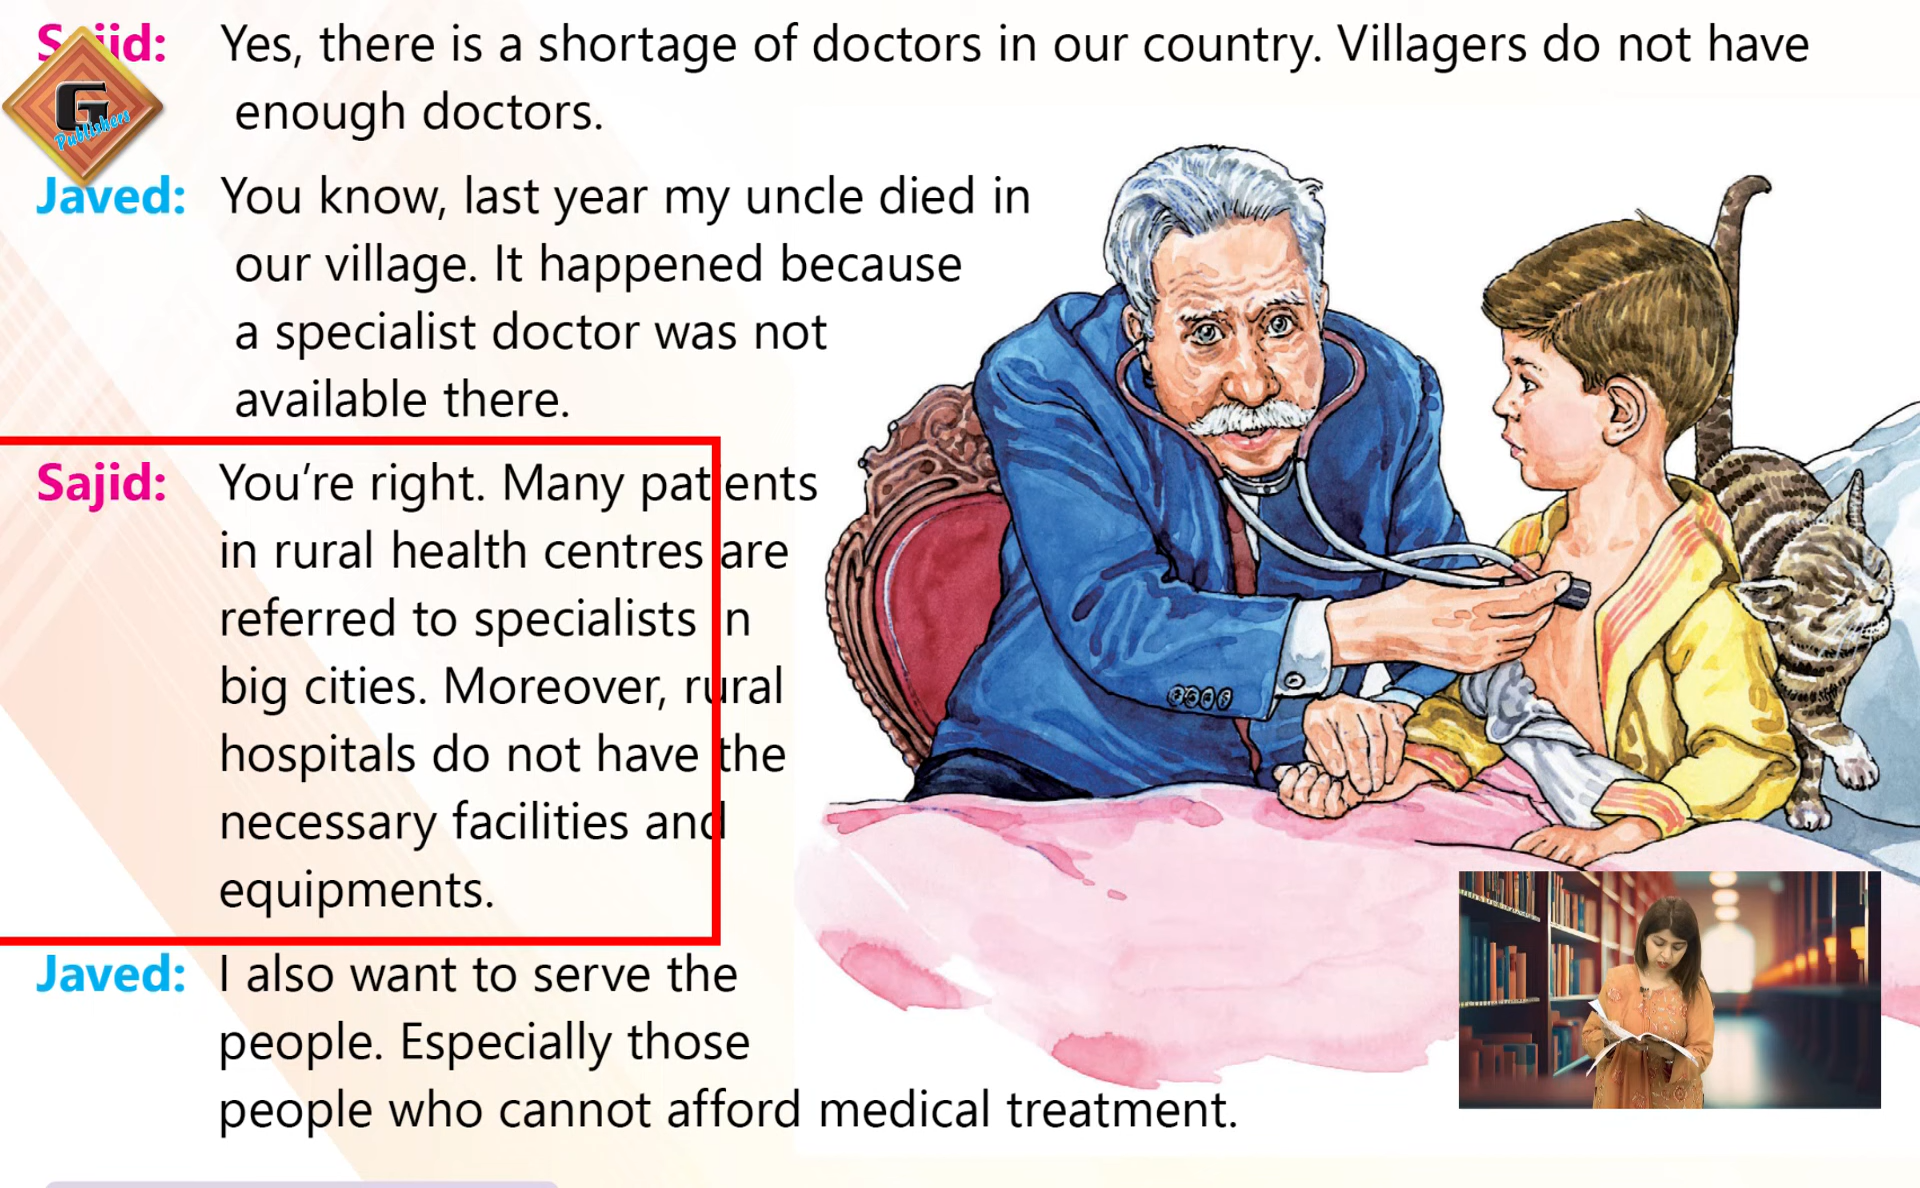 Sajid: Yes, there is a shortage of doctors in our country. Villagers do not have
enough doctors.
G
Publishers
Javed: You know, last year my uncle died in
our village. It happened because
a specialist doctor was not
available there.
Sajid: You're right. Many patients
in rural health centres are
referred to specialists in
big cities. Moreover, rural
hospitals do not have the
necessary facilities and
equipments.
Javed: I also want to serve the
people. Especially those
people who cannot afford medical treatment.